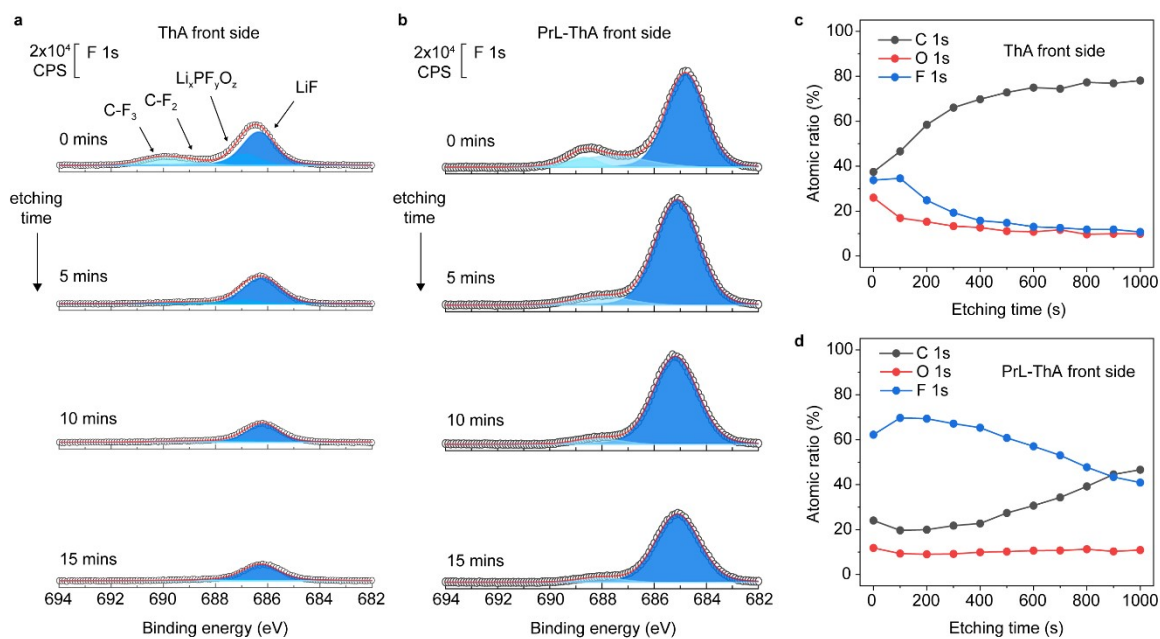 a
ThA front side
2x10⁴ CPS
F 1s
C-F₃
C-F₂
LiₓPFᵧO_z
LiF
0 mins
etching
time
5 mins
10 mins
15 mins
694 692 690 688 686 684 682
Binding energy (eV)
b
PrL-ThA front side
2x10⁴ CPS
F 1s
0 mins
etching
time
5 mins
10 mins
15 mins
694 692 690 688 686 684 682
Binding energy (eV)
c
C 1s
O 1s
F 1s
ThA front side
100
80
60
40
20
0
Atomic ratio (%)
0 200 400 600 800 1000
Etching time (s)
d
C 1s
O 1s
F 1s
PrL-ThA front side
100
80
60
40
20
0
Atomic ratio (%)
0 200 400 600 800 1000
Etching time (s)